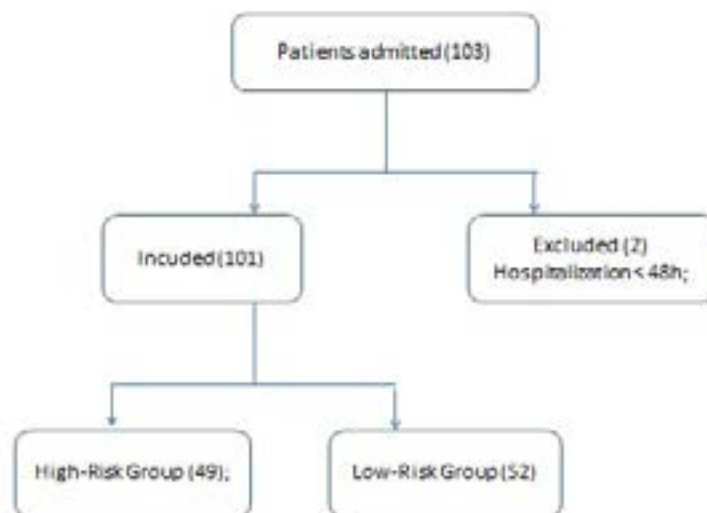 Patients admitted (103)
Incuded (101)
Excluded (2)
Hospitalization < 48h;
High-Risk Group (49);
Low-Risk Group (52)